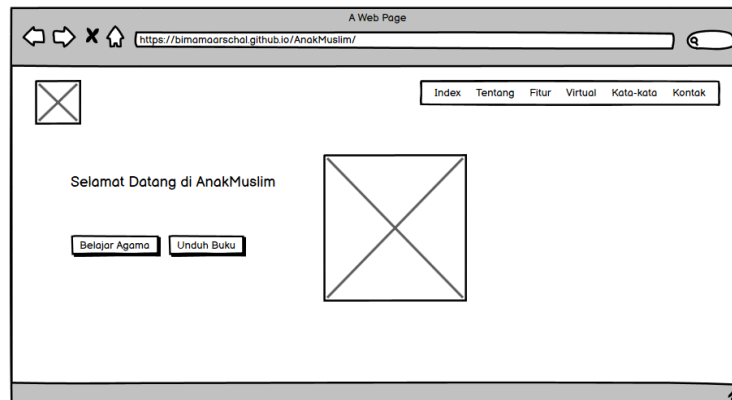 A Web Page
https://bimamaarschal.github.io/AnakMuslim/
Index Tentang Fitur Virtual Kata-kata Kontak
Selamat Datang di AnakMuslim
Belajar Agama Unduh Buku